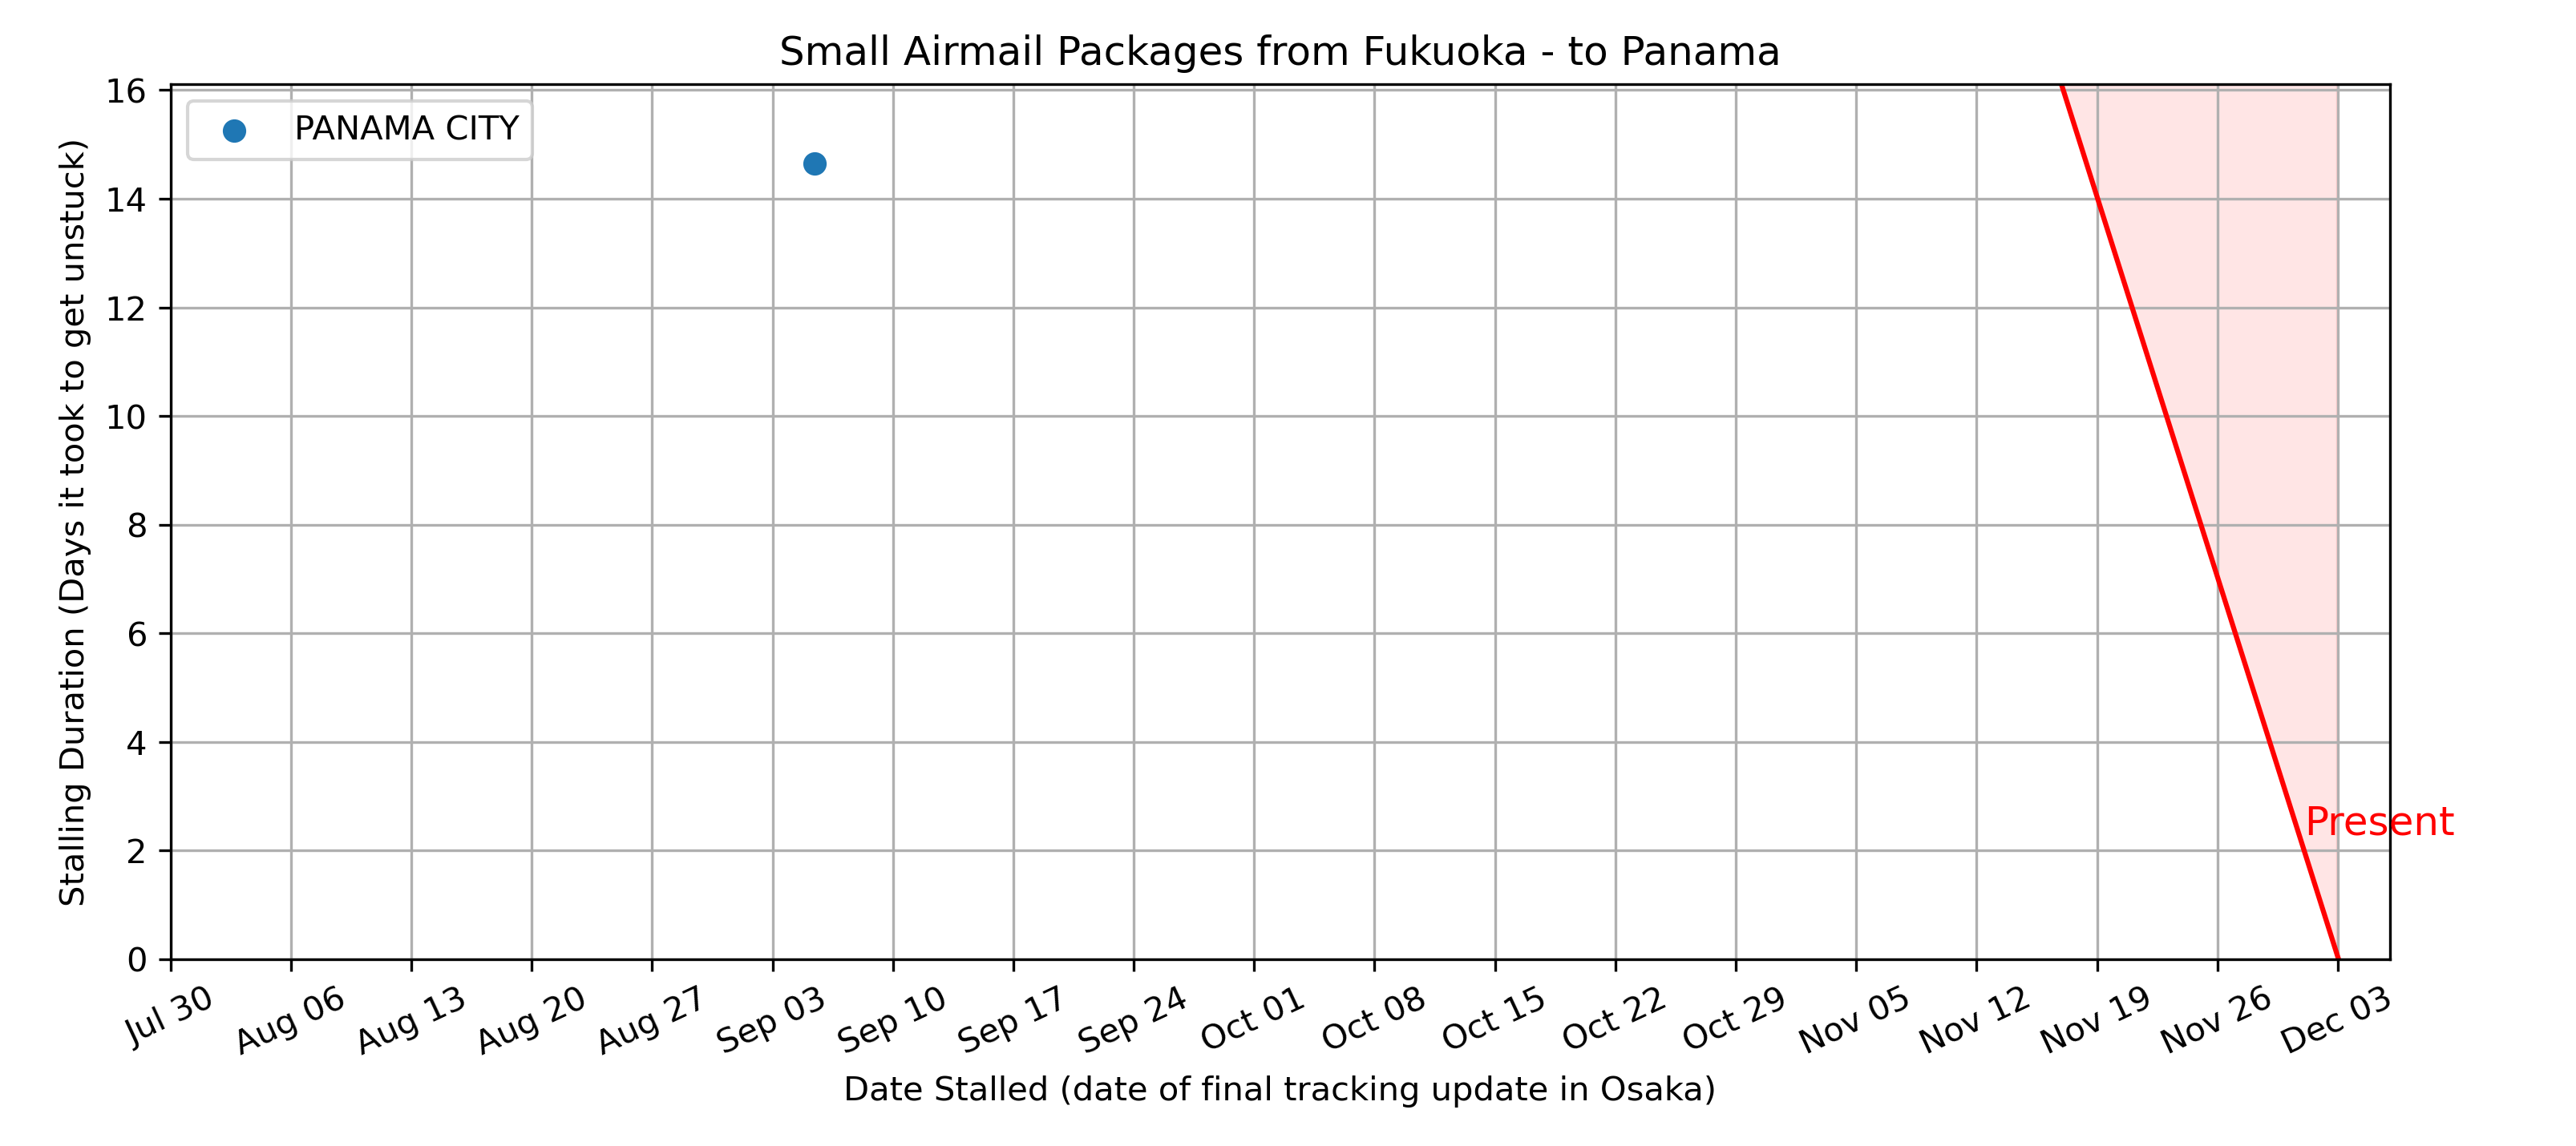 Small Airmail Packages from Fukuoka - to Panama
PANAMA CITY
Stalling Duration (Days it took to get unstuck)
16
14
12
10
8
6
4
2
0
Present
Jul 30
Aug 06
Aug 13
Aug 20
Aug 27
Sep 03
Sep 10
Sep 17
Sep 24
Oct 01
Oct 08
Oct 15
Oct 22
Oct 29
Nov 05
Nov 12
Nov 19
Nov 26
Dec 03
Date Stalled (date of final tracking update in Osaka)